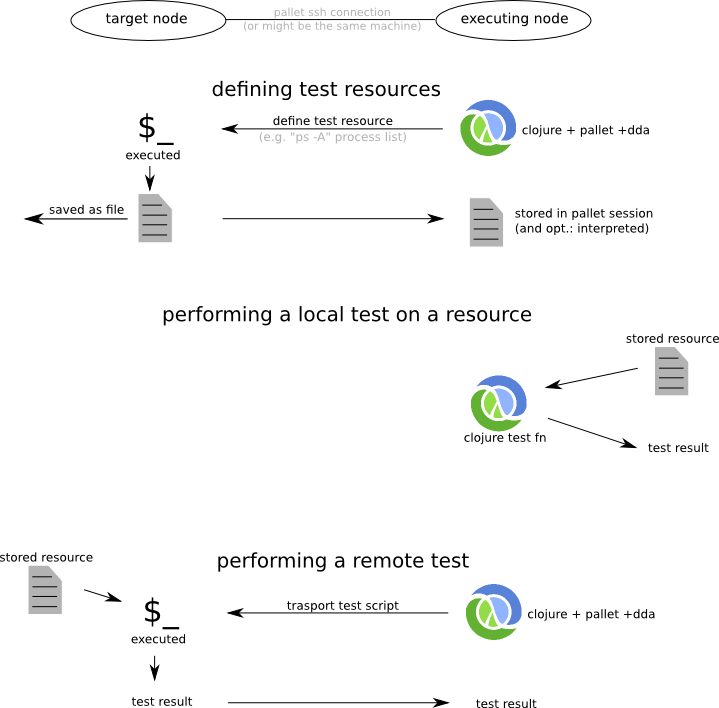 target node
pallet ssh connection
(or might be the same machine)
executing node
defining test resources
$_
executed
define test resource
(e.g. "ps -A" process list)
clojure + pallet +dda
saved as file
stored in pallet session
(and opt.: interpreted)
performing a local test on a resource
stored resource
clojure test fn
test result
performing a remote test
stored resource
$_
executed
trasport test script
clojure + pallet +dda
test result
test result